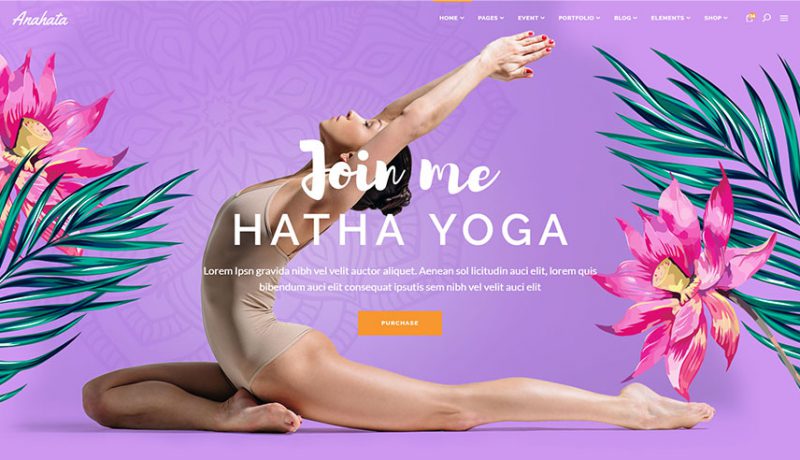 Anahata
HOME PAGES EVENT PORTFOLIO BLOG ELEMENTS SHOP
Join me
HATHA YOGA
Lorem Ipsn gravida nibh vel velit auctor aliquet. Aenean sol licitudin auci elit, lorem quis
bibendum auci elit consequat ipsutis sem nibh vel velit auci elit
PURCHASE